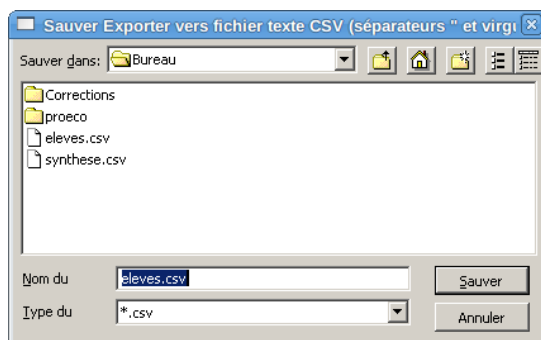 Sauver Exporter vers fichier texte CSV (séparateurs " et virgu
Sauver dans: Bureau
Corrections
proeco
eleves.csv
synthese.csv
Nom du eleves.csv Sauver
Type du *.csv Annuler